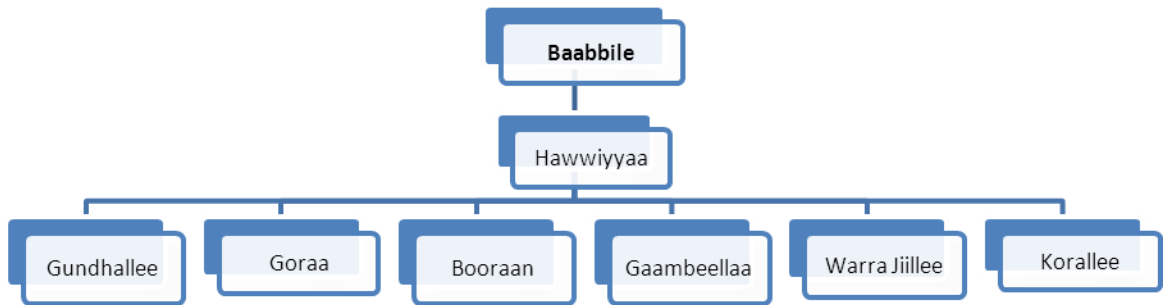 Baabbile
Hawwiyyaa
Gundhallee
Goraa
Booraan
Gaambeellaa
Warra Jiillee
Korallee